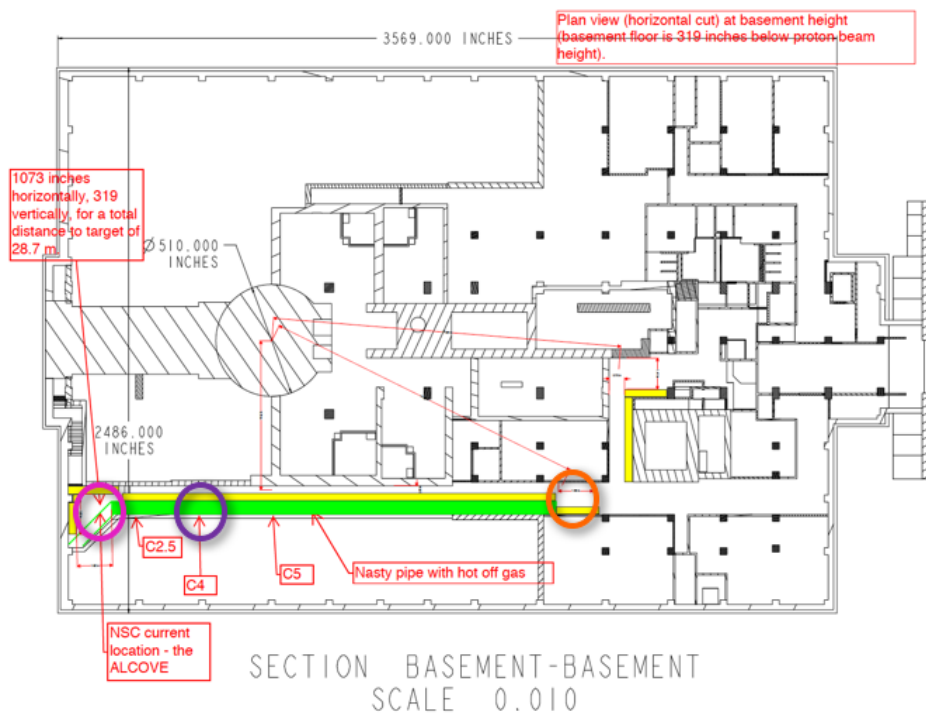 Plan view (horizontal cut) at basement height
(basement floor is 319 inches below proton beam
height).
3569.000 INCHES
1073 inches
horizontally, 319
vertically, for a total
distance to target of
28.7 m.
Ø510.000
INCHES
2486.000
INCHES
C2.5
C4
C5
Nasty pipe with hot off gas
NSC current
location - the
ALCOVE
SECTION BASEMENT-BASEMENT
SCALE 0.010